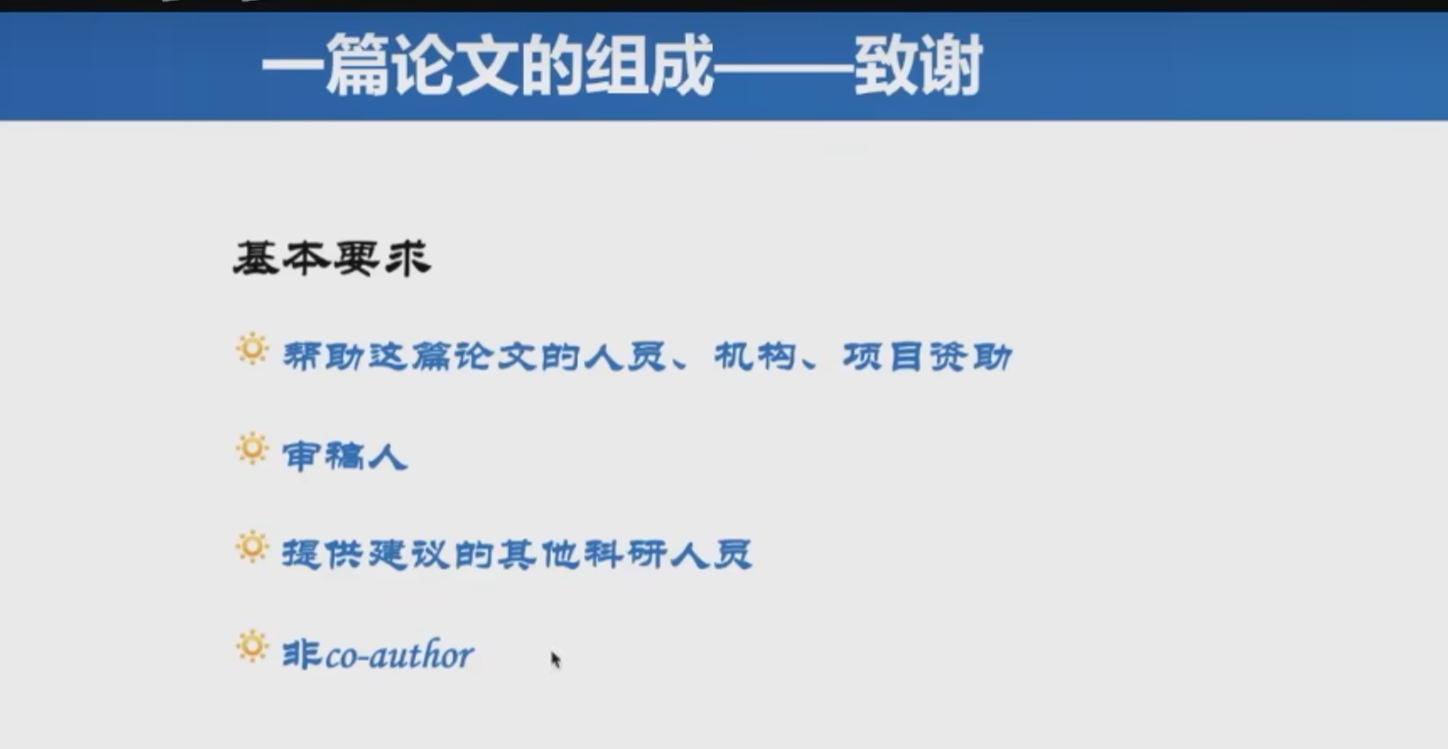 一篇论文的组成——致谢
基本要求
帮助这篇论文的人员、机构、项目资助
审稿人
提供建议的其他科研人员
非co-author